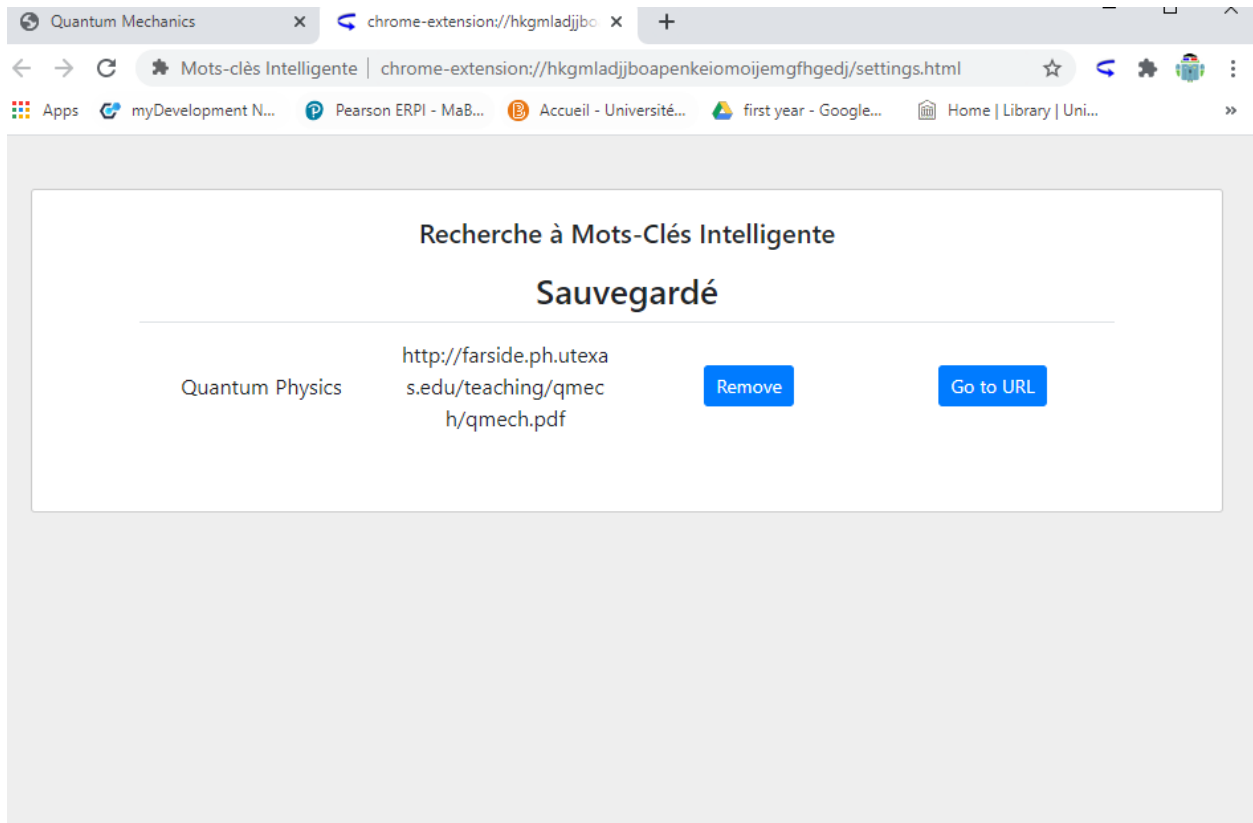 Quantum Mechanics
chrome-extension://hkgmladjjbo
Mots-clès Intelligente | chrome-extension://hkgmladjjboapenkeiomoijemgfhgedj/settings.html
Apps myDevelopment N... Pearson ERPI - MaB... Accueil - Université... first year - Google... Home | Library | Uni... »
Recherche à Mots-Clés Intelligente
Sauvegardé
Quantum Physics
http://farside.ph.utexa
s.edu/teaching/qmec
h/qmech.pdf
Remove
Go to URL